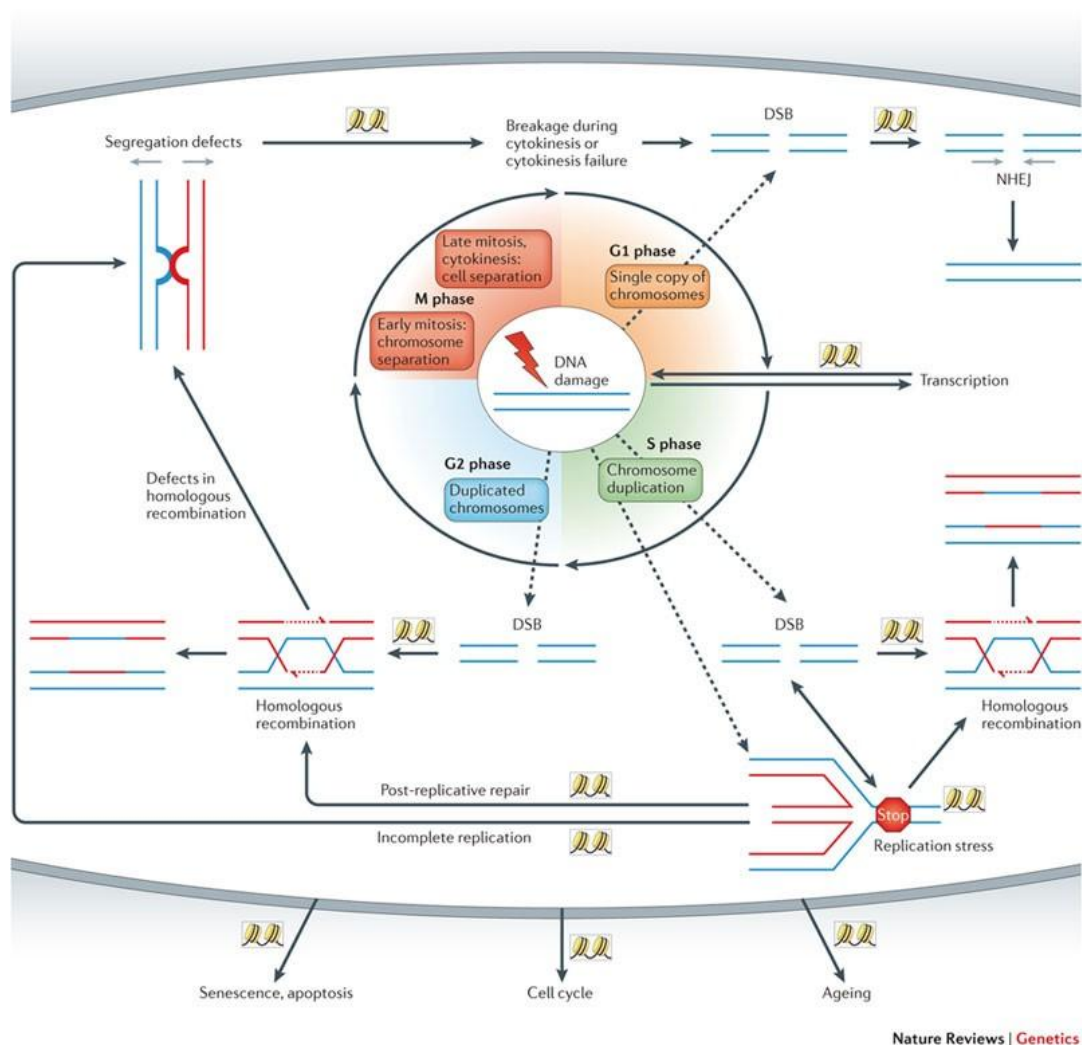 Segregation defects
Breakage during
cytokinesis or
cytokinesis failure
DSB
NHEJ
Late mitosis,
cytokinesis:
cell separation
M phase
Early mitosis:
chromosome
separation
G1 phase
Single copy of
chromosomes
DNA
damage
Transcription
G2 phase
Duplicated
chromosomes
S phase
Chromosome
duplication
Defects in
homologous
recombination
DSB
Homologous
recombination
DSB
Homologous
recombination
Post-replicative repair
Incomplete replication
Stop
Replication stress
Senescence, apoptosis
Cell cycle
Ageing
Nature Reviews | Genetics